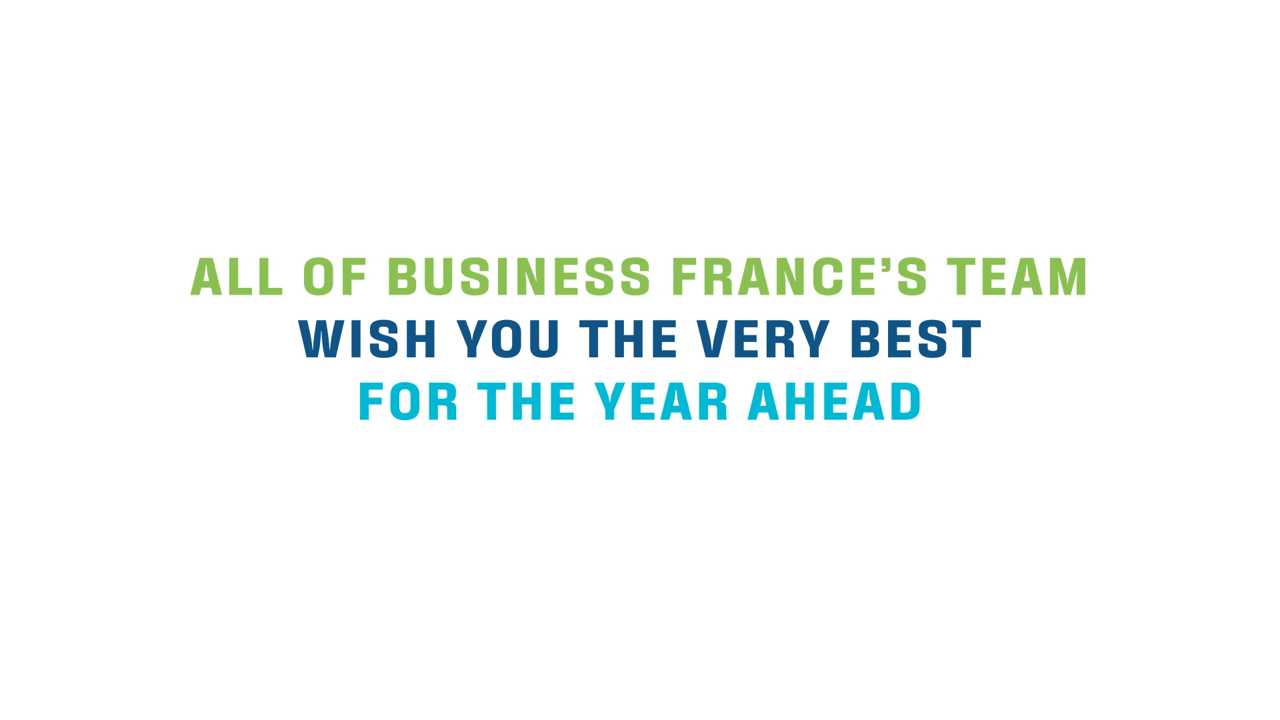 ALL OF BUSINESS FRANCE’S TEAM
WISH YOU THE VERY BEST
FOR THE YEAR AHEAD